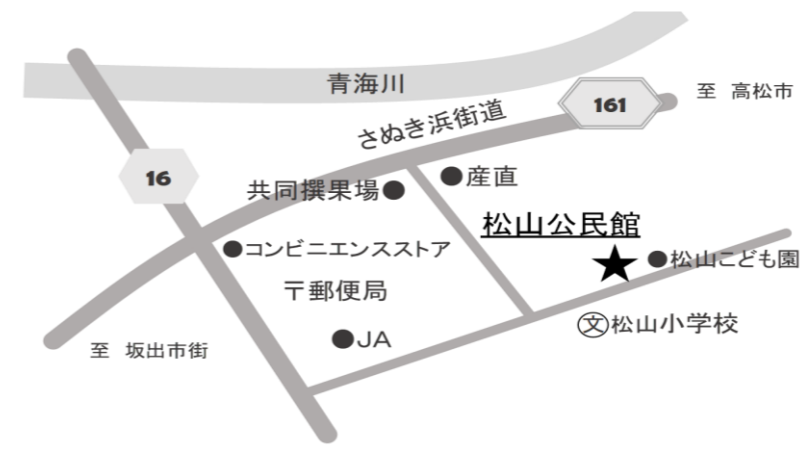 青海川
161
至 高松市
さぬき浜街道
16
共同撰果場
産直
松山公民館
コンビニエンスストア
松山こども園
〒郵便局
文松山小学校
JA
至 坂出市街